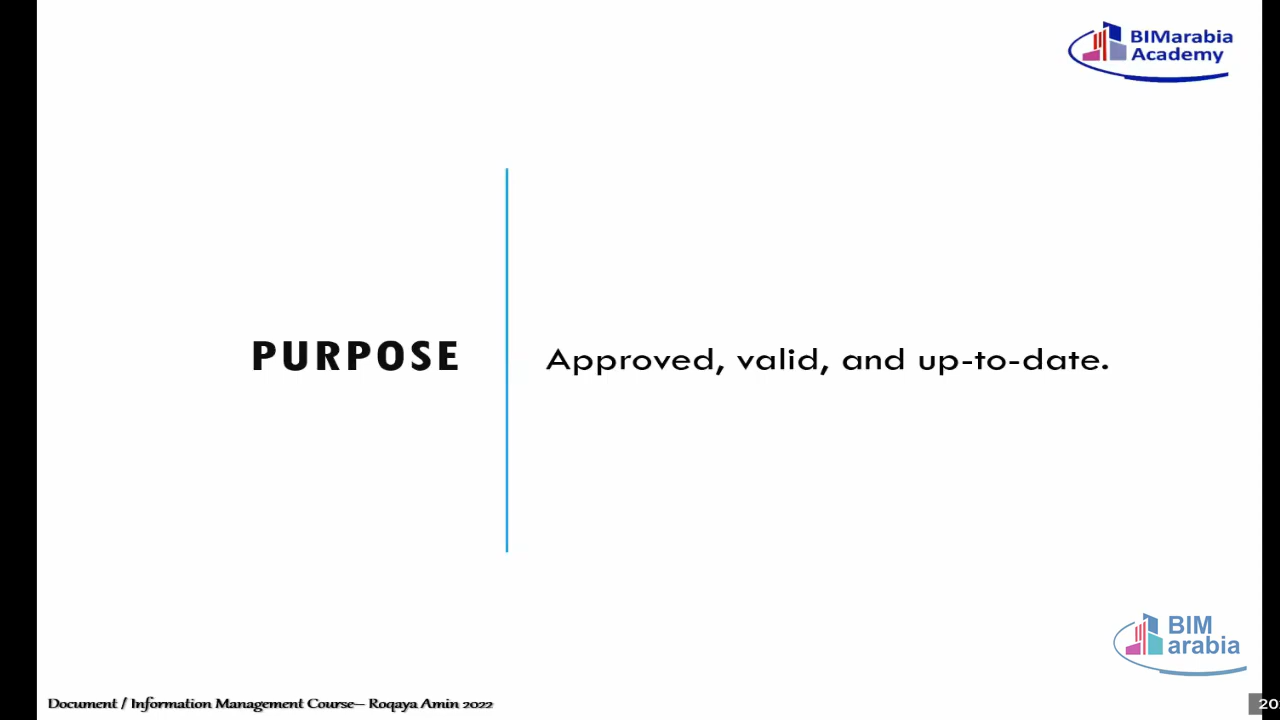 BIMarabia
Academy
PURPOSE
Approved, valid, and up-to-date.
BIM
arabia
Document / Information Management Course– Roqaya Amin 2022
20